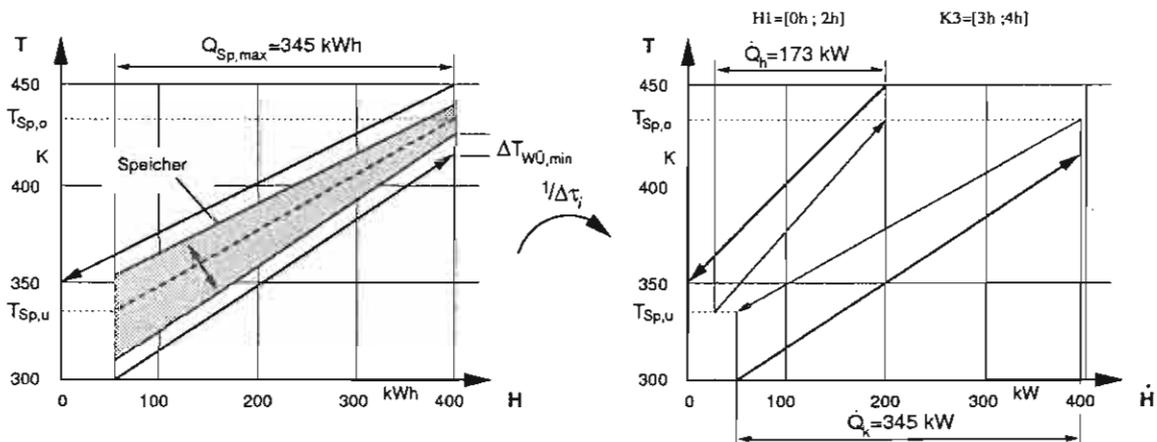 H1=[0h ; 2h]
K3=[3h ;4h]
T
Q_Sp,max=345 kWh
450
T_Sp,o
K
400
350
T_Sp,u
300
Speicher
ΔT_WÜ,min
0
100
200
300
400
kWh
H
1/Δτ_i
T
Q̇_h=173 kW
450
T_Sp,o
K
400
350
T_Sp,u
300
0
100
200
300
400
kW
Ḣ
Q̇_k=345 kW